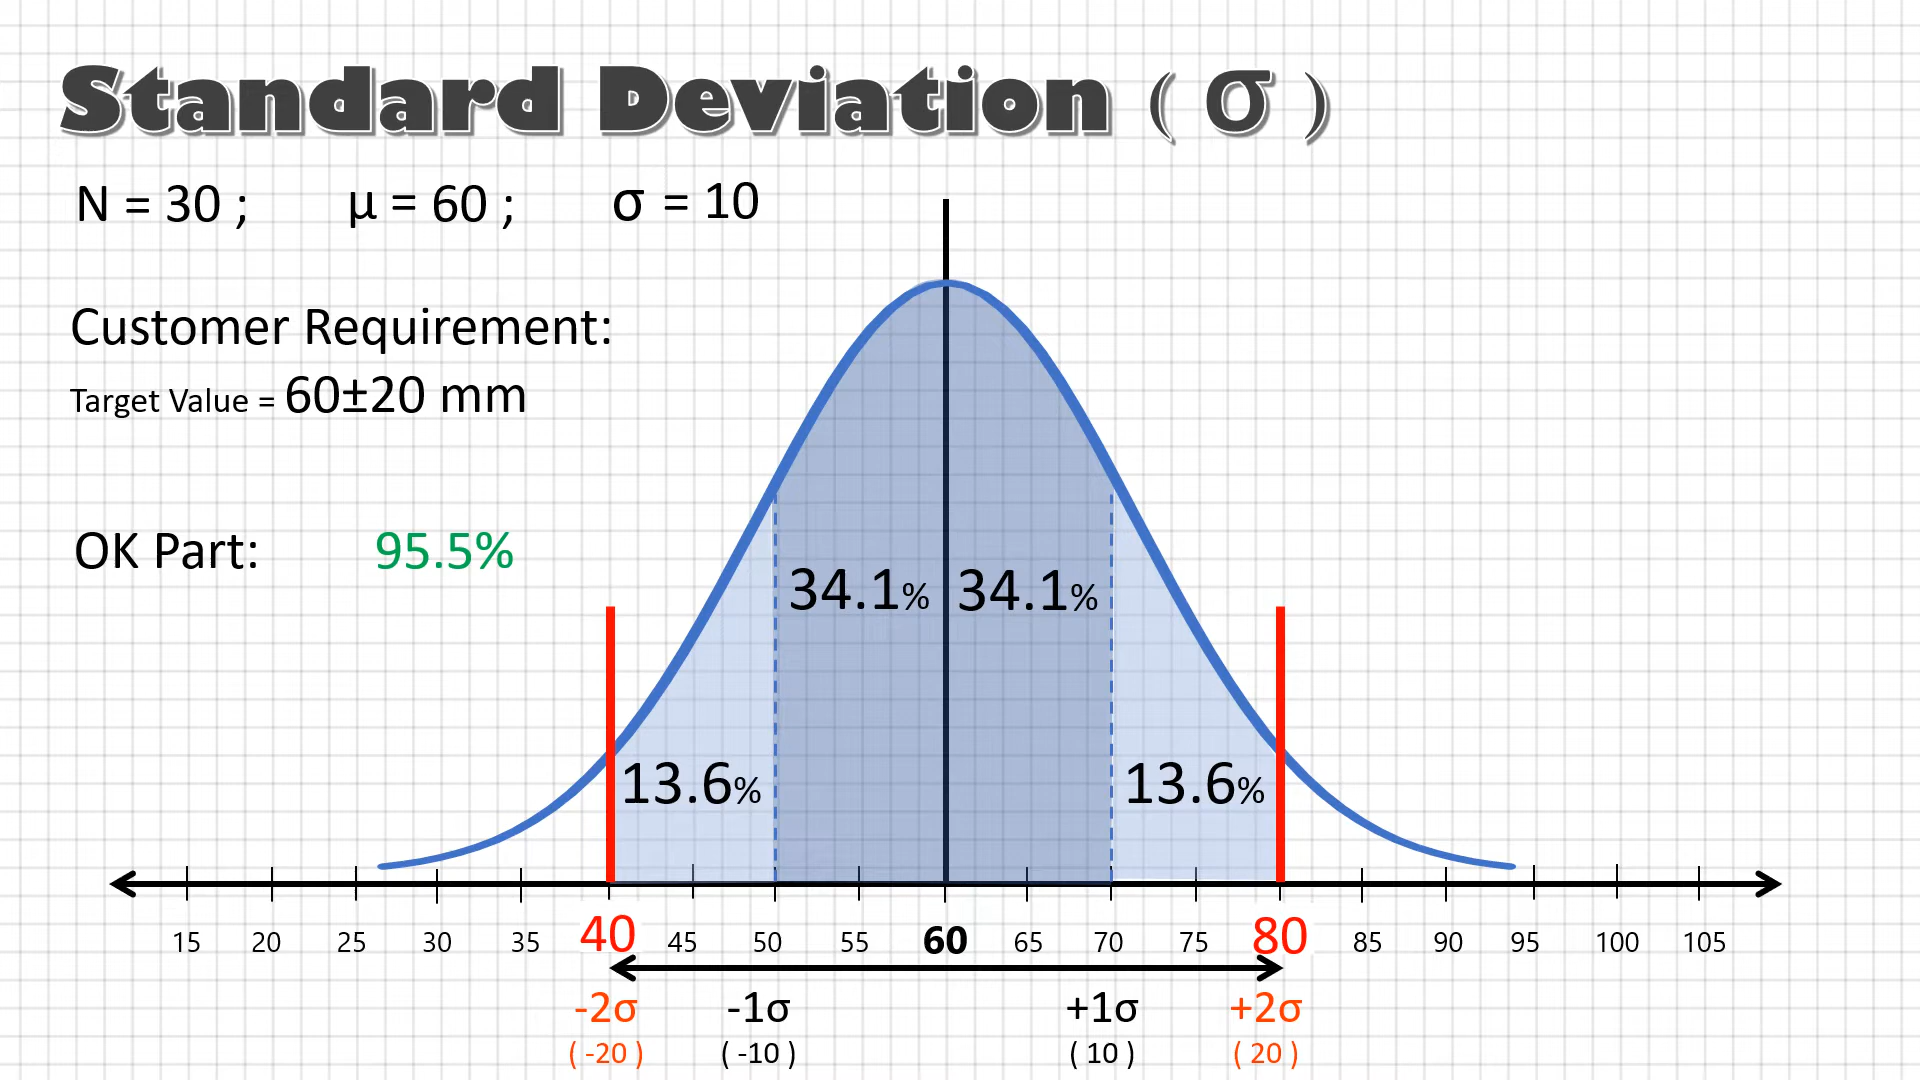 Standard Deviation ( σ )
N = 30 ; μ = 60 ; σ = 10
Customer Requirement:
Target Value = 60±20 mm
OK Part: 95.5%
34.1% 34.1%
13.6% 13.6%
15 20 25 30 35 40 45 50 55 60 65 70 75 80 85 90 95 100 105
-2σ -1σ +1σ +2σ
( -20 ) ( -10 ) ( 10 ) ( 20 )